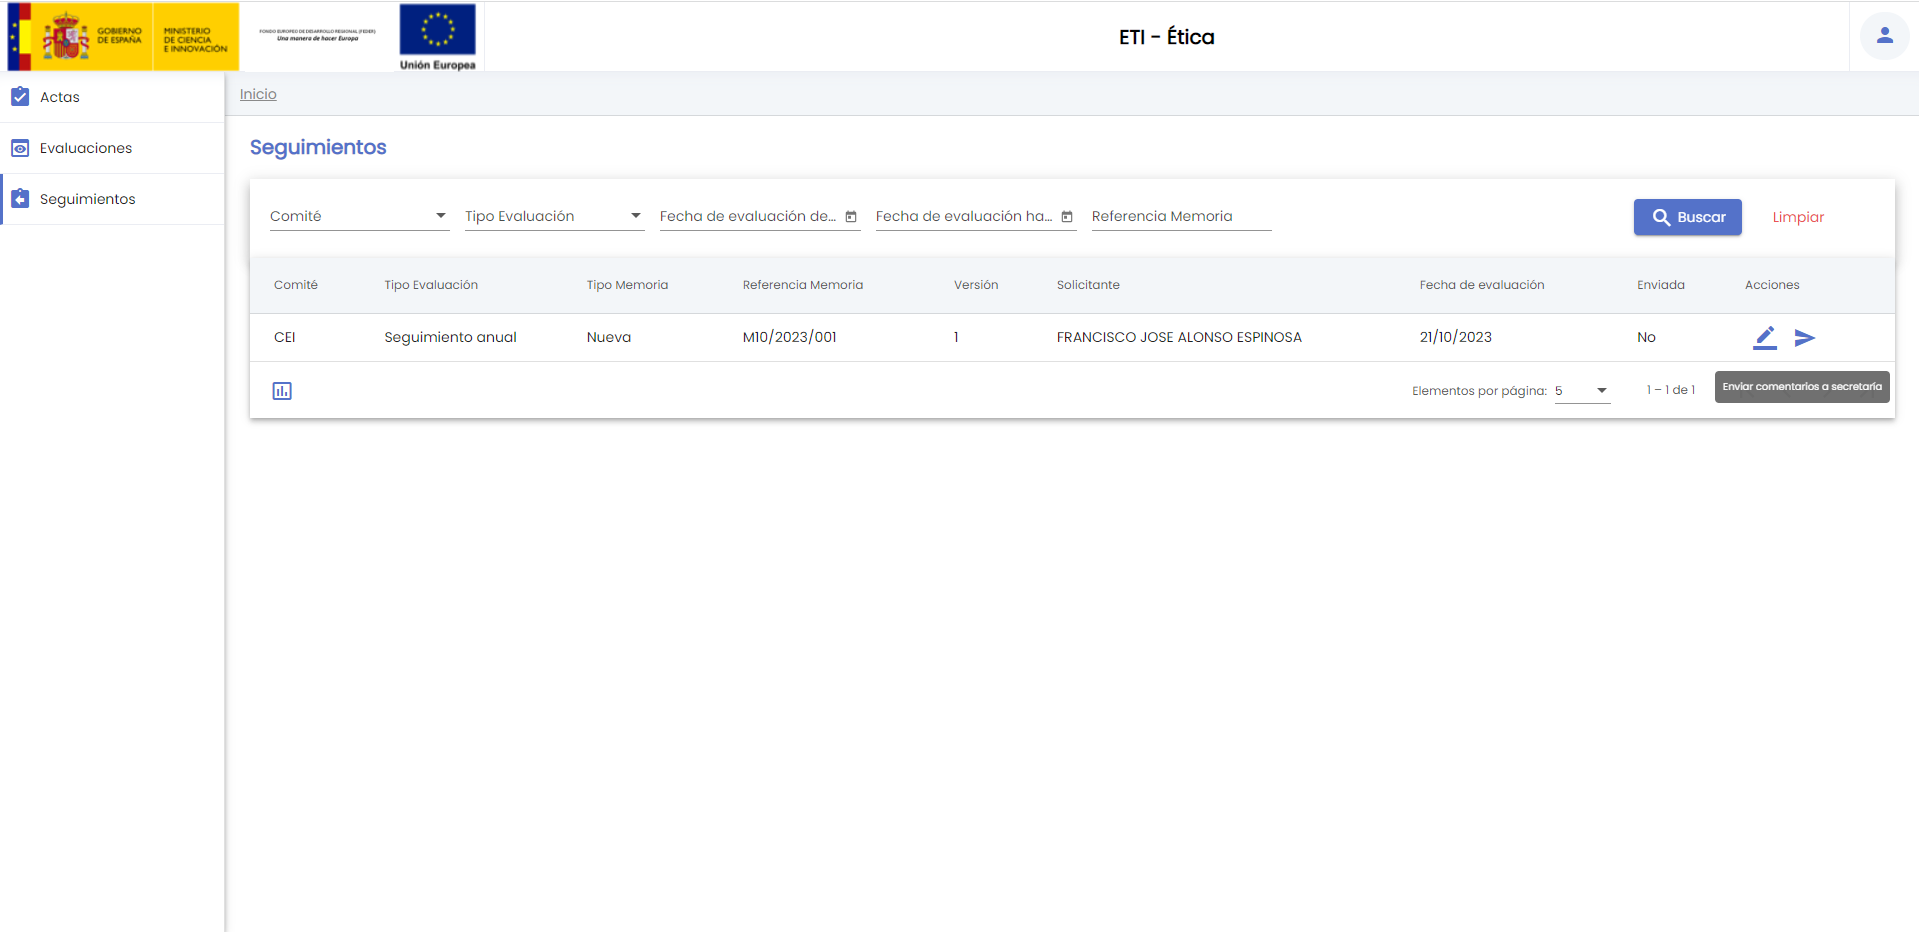 GOBIERNO
DE ESPAÑA
MINISTERIO
DE CIENCIA
E INNOVACIÓN
FONDO EUROPEO DE DESARROLLO REGIONAL (FEDER)
Una manera de hacer Europa
Unión Europea
ETI - Ética
Actas
Evaluaciones
Seguimientos
Inicio
Seguimientos
Comité Tipo Evaluación Fecha de evaluación de... Fecha de evaluación ha... Referencia Memoria Buscar Limpiar
Comité Tipo Evaluación Tipo Memoria Referencia Memoria Versión Solicitante Fecha de evaluación Enviada Acciones
CEI Seguimiento anual Nueva M10/2023/001 1 FRANCISCO JOSE ALONSO ESPINOSA 21/10/2023 No
Elementos por página: 5 1 – 1 de 1
Enviar comentarios a secretaría